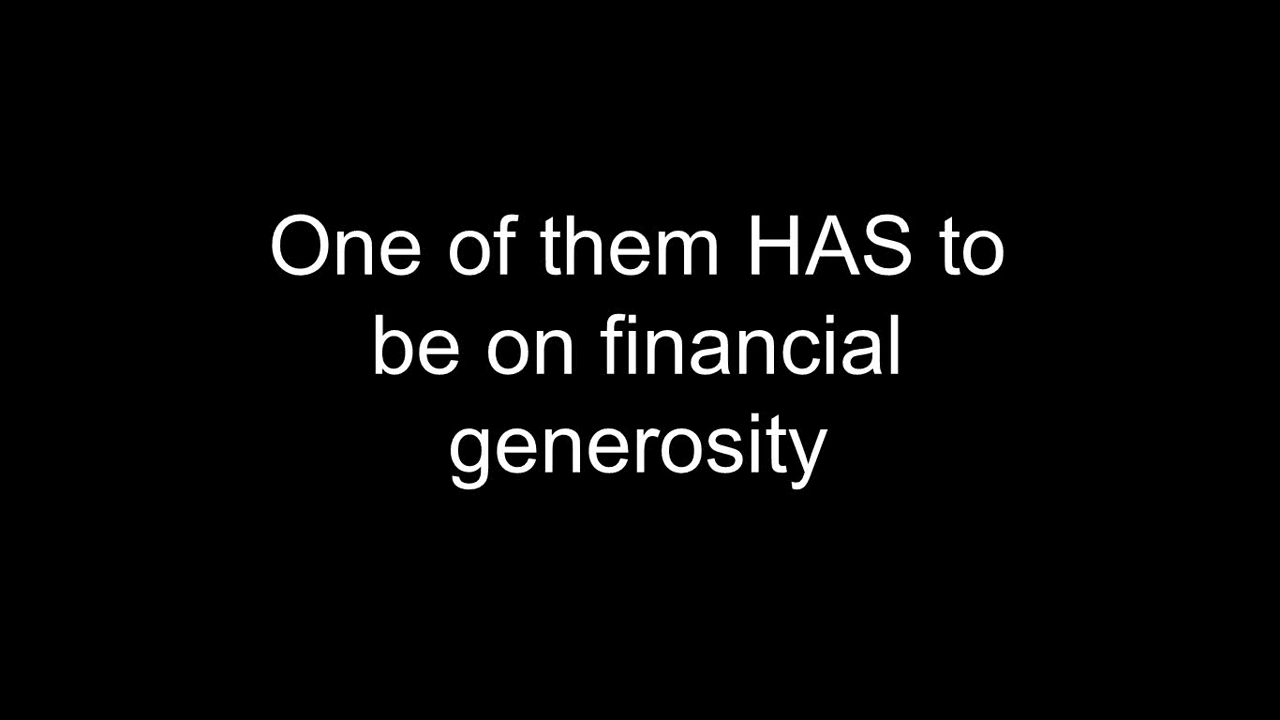 One of them HAS to
be on financial
generosity